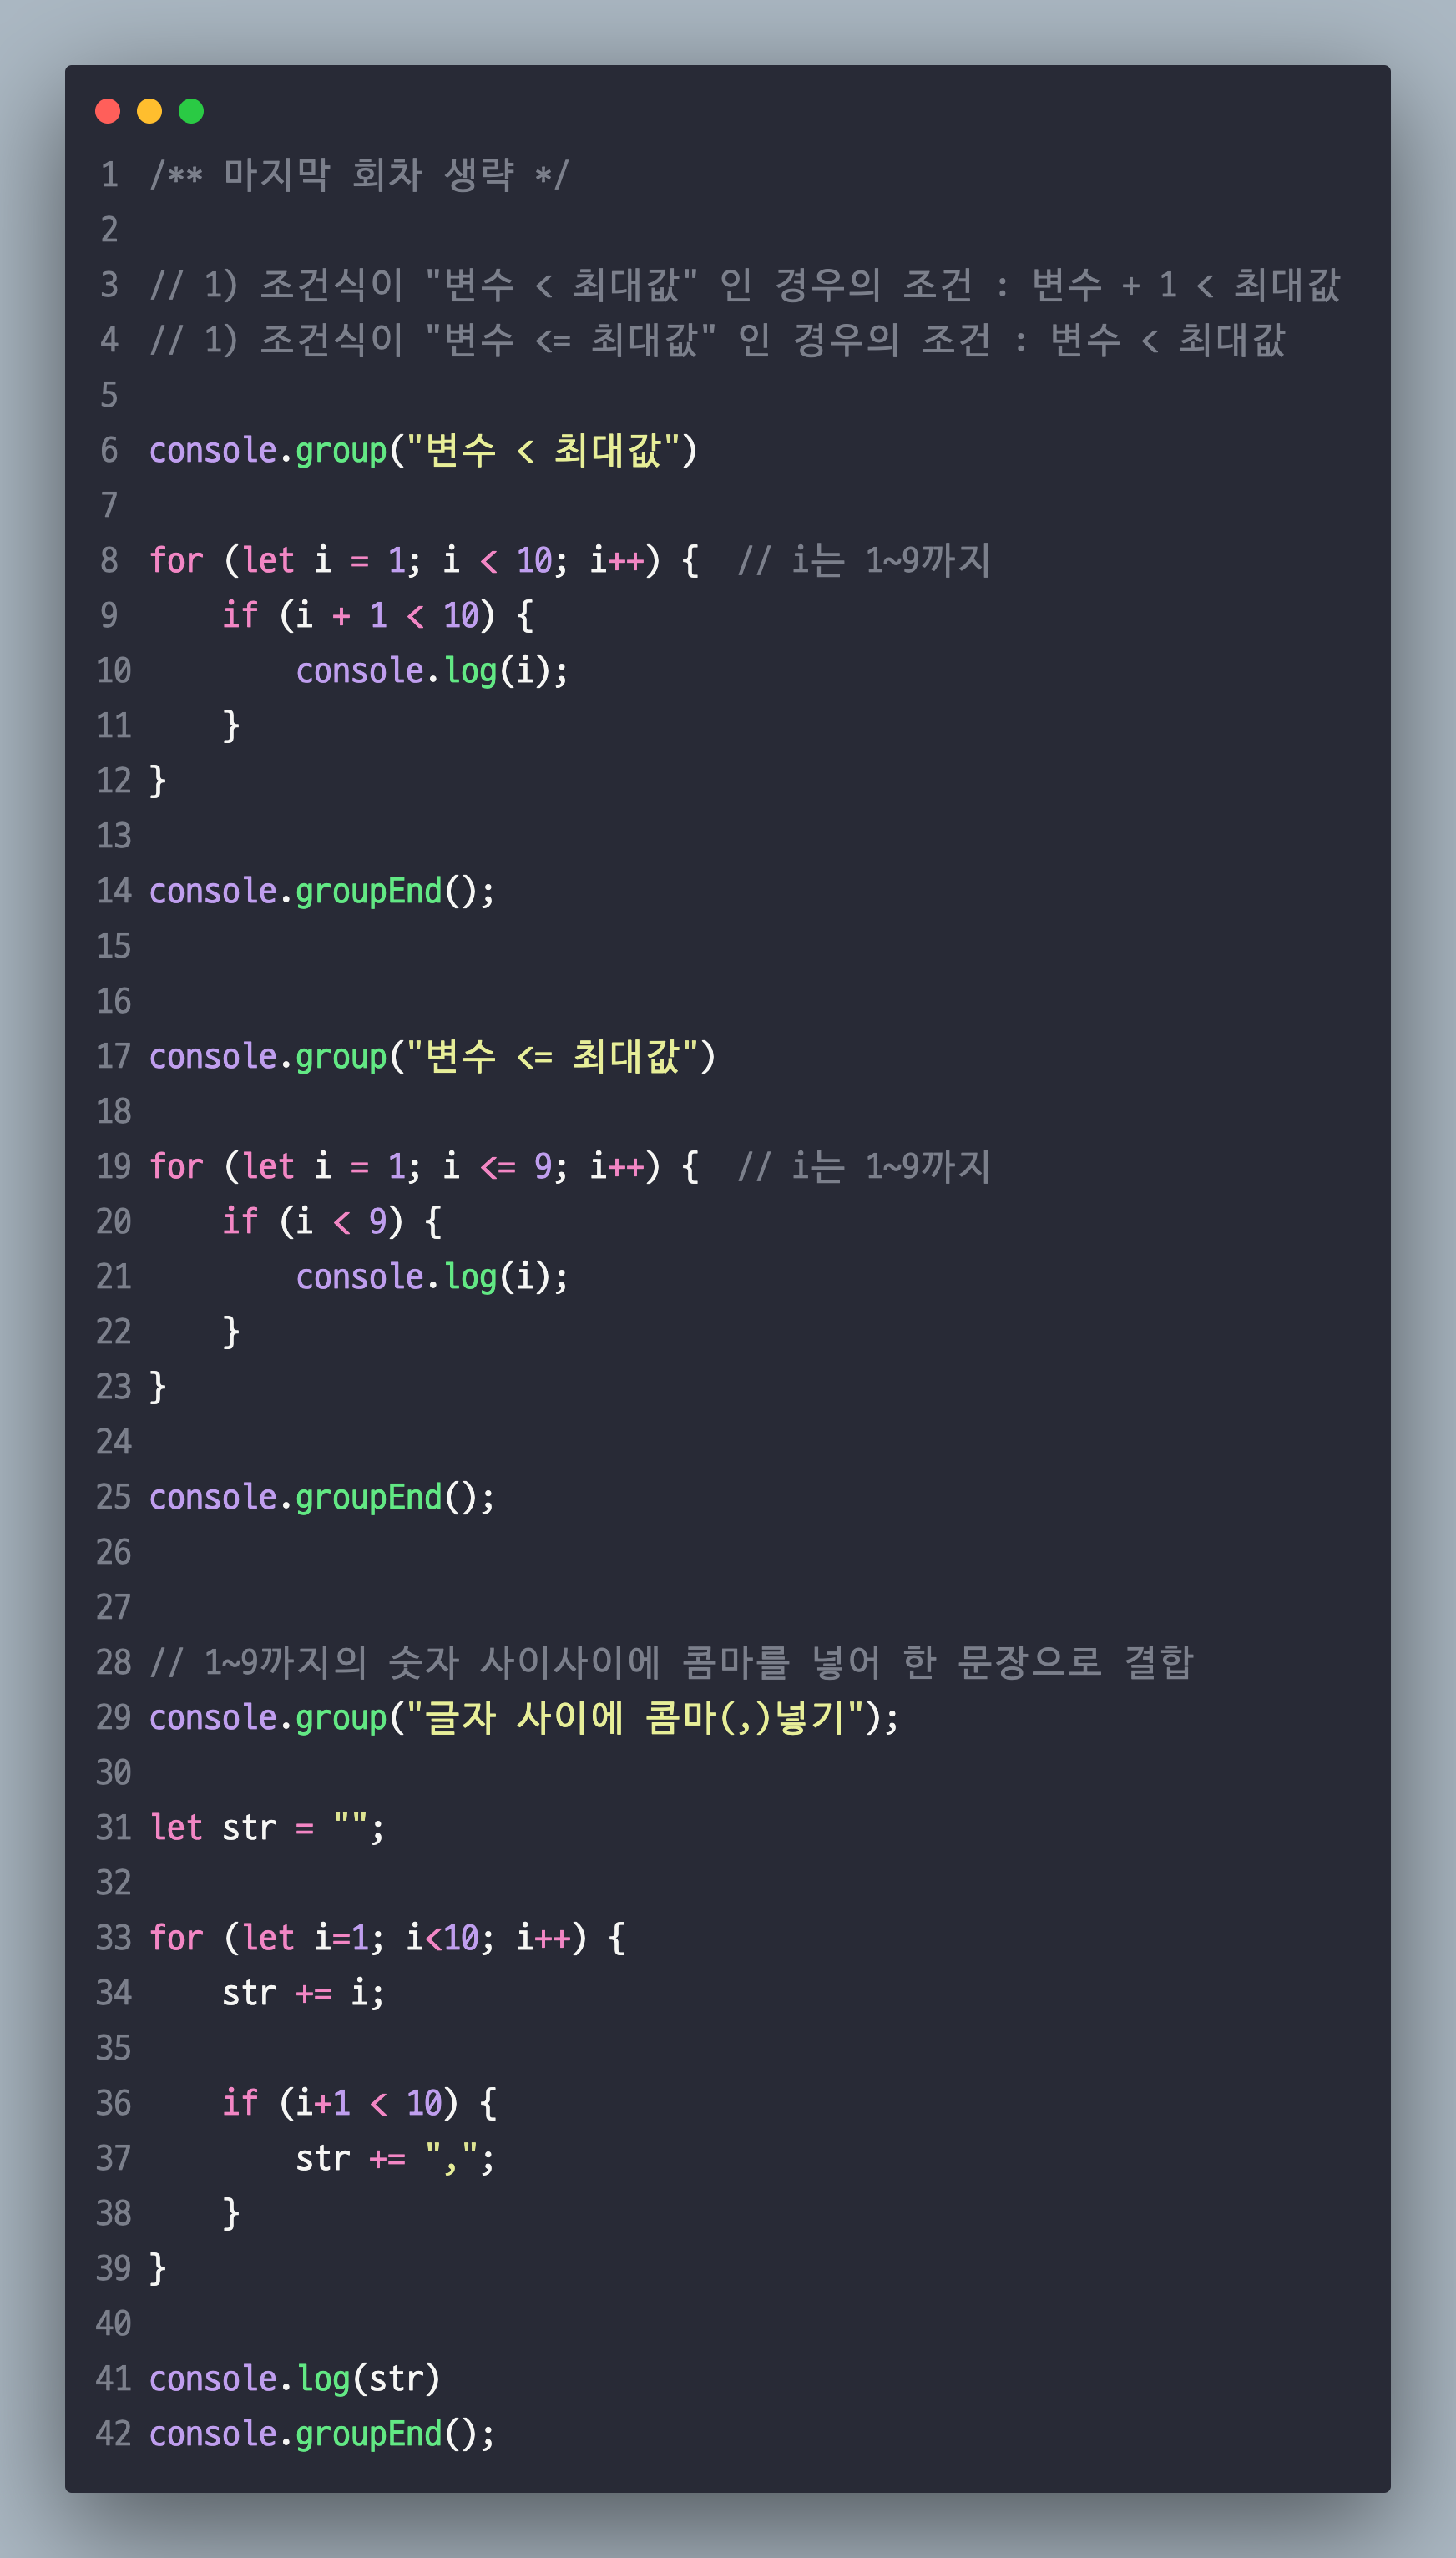 1 /** 마지막 회차 생략 */
2
3 // 1) 조건식이 "변수 < 최대값" 인 경우의 조건 : 변수 + 1 < 최대값
4 // 1) 조건식이 "변수 <= 최대값" 인 경우의 조건 : 변수 < 최대값
5
6 console.group("변수 < 최대값")
7
8 for (let i = 1; i < 10; i++) {  // i는 1~9까지
9     if (i + 1 < 10) {
10         console.log(i);
11     }
12 }
13
14 console.groupEnd();
15
16
17 console.group("변수 <= 최대값")
18
19 for (let i = 1; i <= 9; i++) {  // i는 1~9까지
20     if (i < 9) {
21         console.log(i);
22     }
23 }
24
25 console.groupEnd();
26
27
28 // 1~9까지의 숫자 사이사이에 콤마를 넣어 한 문장으로 결합
29 console.group("글자 사이에 콤마(,)넣기");
30
31 let str = "";
32
33 for (let i=1; i<10; i++) {
34     str += i;
35
36     if (i+1 < 10) {
37         str += ",";
38     }
39 }
40
41 console.log(str)
42 console.groupEnd();